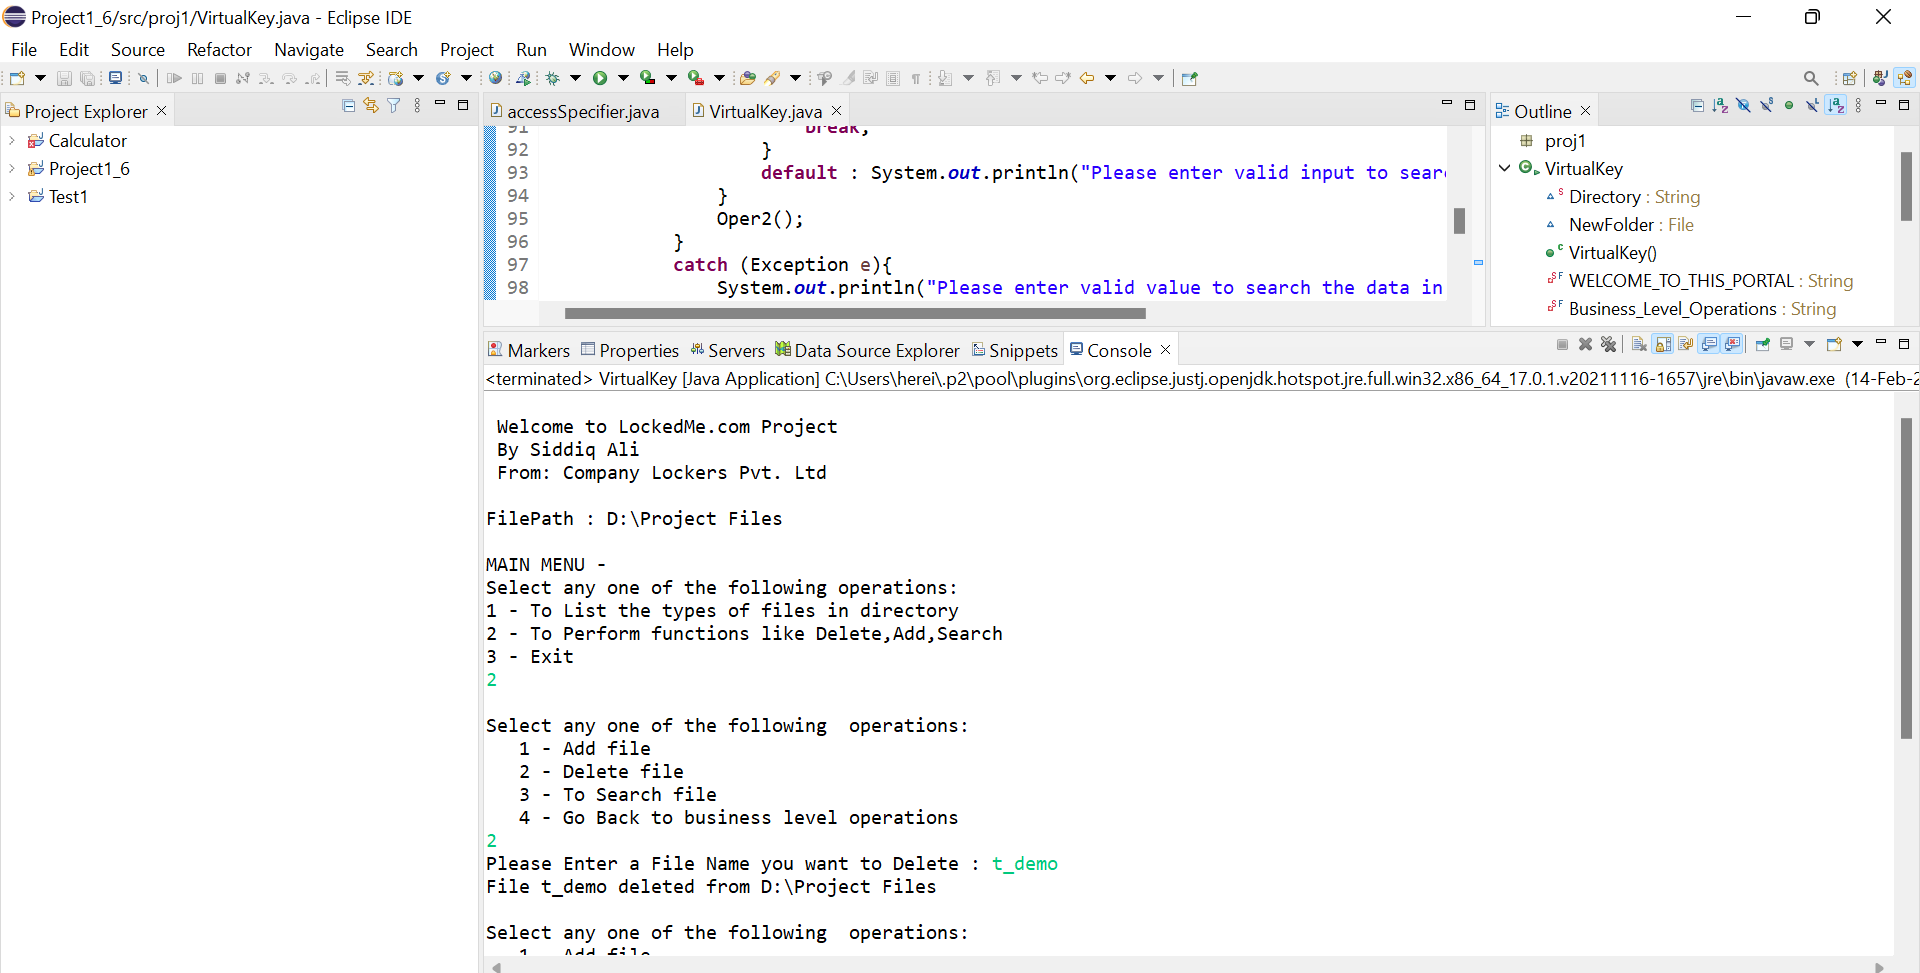 Project1_6/src/proj1/VirtualKey.java - Eclipse IDE
File Edit Source Refactor Navigate Search Project Run Window Help
Project Explorer
Calculator
Project1_6
Test1
accessSpecifier.java VirtualKey.java
91 break;
92 }
93 default : System.out.println("Please enter valid input to sear
94 }
95 Oper2();
96 }
97 catch (Exception e){
98 System.out.println("Please enter valid value to search the data in
Outline
proj1
VirtualKey
Directory : String
NewFolder : File
VirtualKey()
WELCOME_TO_THIS_PORTAL : String
Business_Level_Operations : String
Markers Properties Servers Data Source Explorer Snippets Console
<terminated> VirtualKey [Java Application] C:\Users\herei\.p2\pool\plugins\org.eclipse.justj.openjdk.hotspot.jre.full.win32.x86_64_17.0.1.v20211116-1657\jre\bin\javaw.exe (14-Feb-2
Welcome to LockedMe.com Project
By Siddiq Ali
From: Company Lockers Pvt. Ltd
FilePath : D:\Project Files
MAIN MENU -
Select any one of the following operations:
1 - To List the types of files in directory
2 - To Perform functions like Delete,Add,Search
3 - Exit
2
Select any one of the following  operations:
1 - Add file
2 - Delete file
3 - To Search file
4 - Go Back to business level operations
2
Please Enter a File Name you want to Delete : t_demo
File t_demo deleted from D:\Project Files
Select any one of the following  operations:
1 - Add file